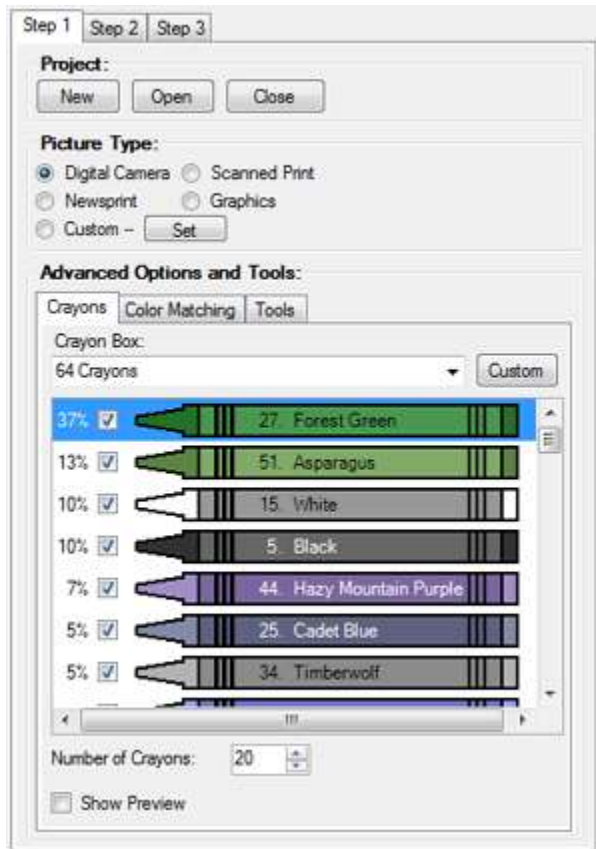 Step 1 Step 2 Step 3
Project:
New Open Close
Picture Type:
Digital Camera Scanned Print
Newsprint Graphics
Custom -- Set
Advanced Options and Tools:
Crayons Color Matching Tools
Crayon Box:
64 Crayons Custom
37% 27. Forest Green
13% 51. Asparagus
10% 15. White
10% 5. Black
7% 44. Hazy Mountain Purple
5% 25. Cadet Blue
5% 34. Timberwolf
Number of Crayons: 20
Show Preview